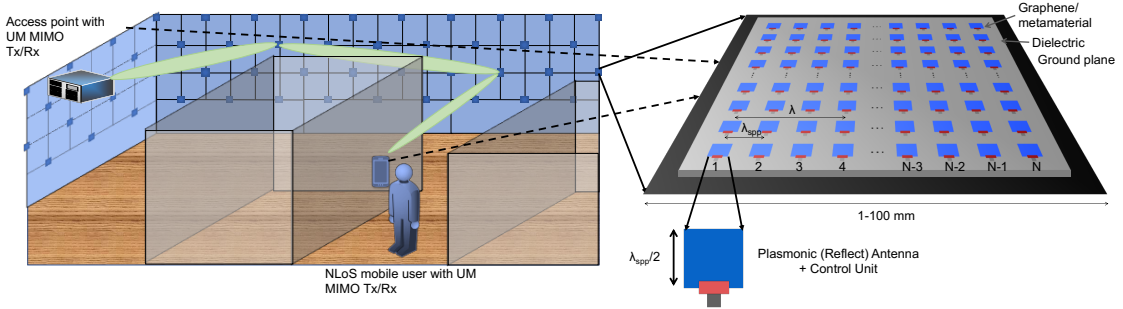 Access point with
UM MIMO
Tx/Rx
NLoS mobile user with UM
MIMO Tx/Rx
Graphene/
metamaterial
Dielectric
Ground plane
λ
λspp
1 2 3 4 ... N-3 N-2 N-1 N
1-100 mm
λspp/2
Plasmonic (Reflect) Antenna
+ Control Unit